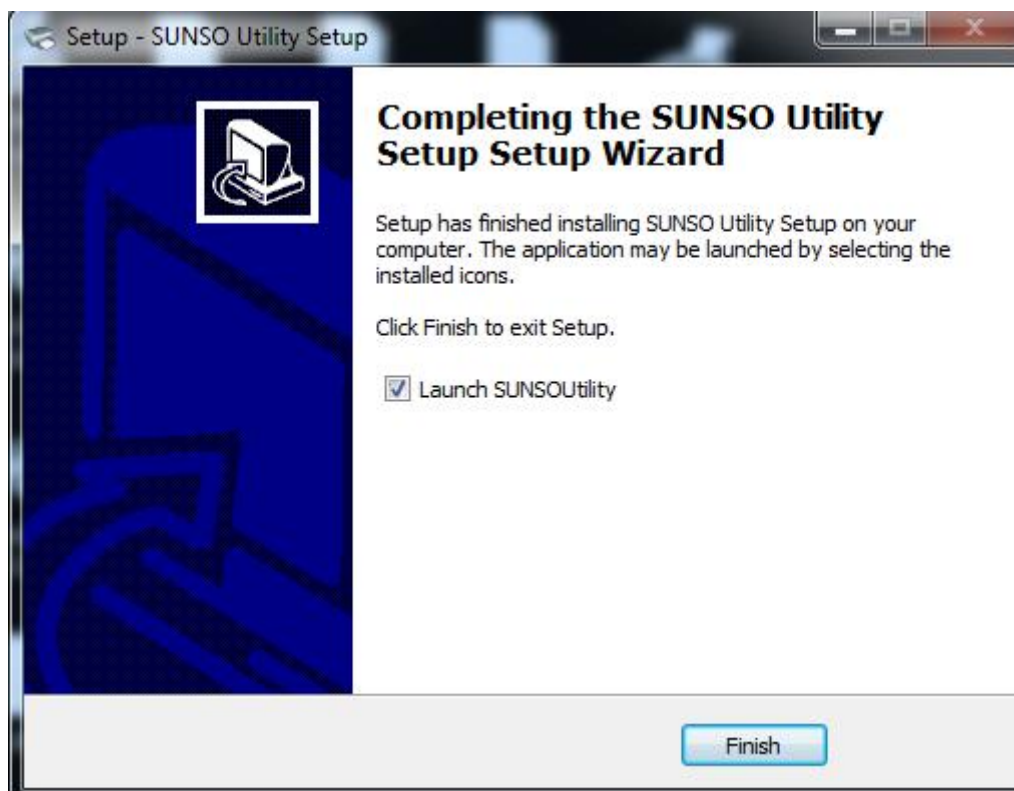 Setup - SUNSO Utility Setup
Completing the SUNSO Utility
Setup Setup Wizard
Setup has finished installing SUNSO Utility Setup on your
computer. The application may be launched by selecting the
installed icons.
Click Finish to exit Setup.
Launch SUNSOUtility
Finish